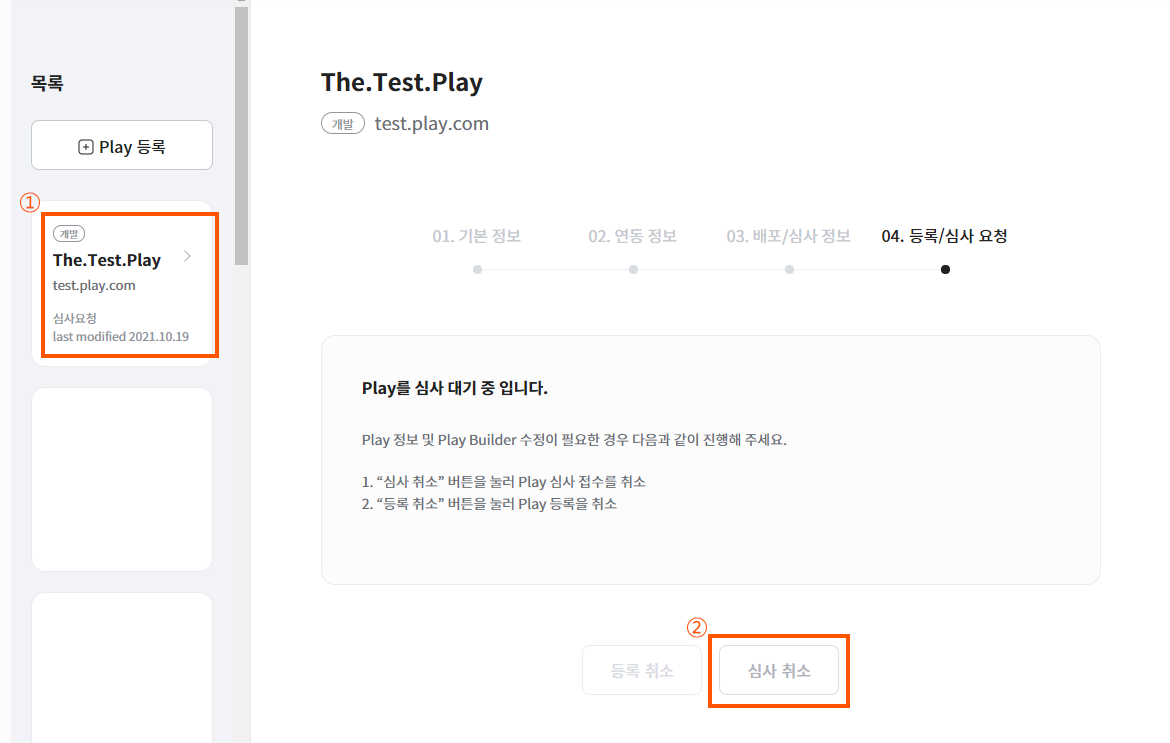 목록
Play 등록
①
개발
The.Test.Play
test.play.com
심사요청
last modified 2021.10.19
The.Test.Play
개발 test.play.com
01. 기본 정보 02. 연동 정보 03. 배포/심사 정보 04. 등록/심사 요청
Play를 심사 대기 중 입니다.
Play 정보 및 Play Builder 수정이 필요한 경우 다음과 같이 진행해 주세요.
1. “심사 취소” 버튼을 눌러 Play 심사 접수를 취소
2. “등록 취소” 버튼을 눌러 Play 등록을 취소
②
등록 취소 심사 취소